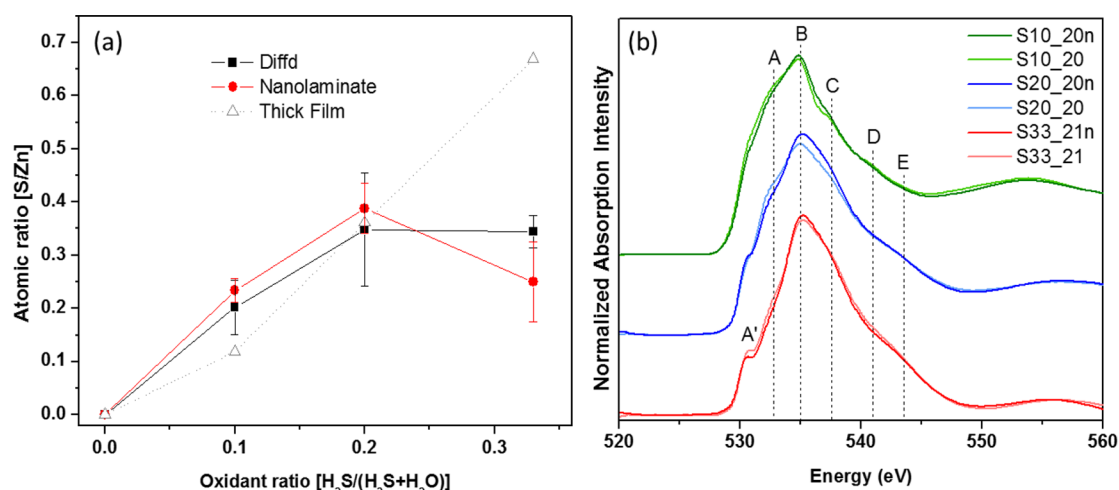 (a)
Diffd
Nanolaminate
Thick Film
Atomic ratio [S/Zn]
0.7
0.6
0.5
0.4
0.3
0.2
0.1
0.0
0.0 0.1 0.2 0.3
Oxidant ratio [H₂S/(H₂S+H₂O)]
(b)
S10_20n
S10_20
S20_20n
S20_20
S33_21n
S33_21
A B C D E
A'
Normalized Absorption Intensity
520 530 540 550 560
Energy (eV)